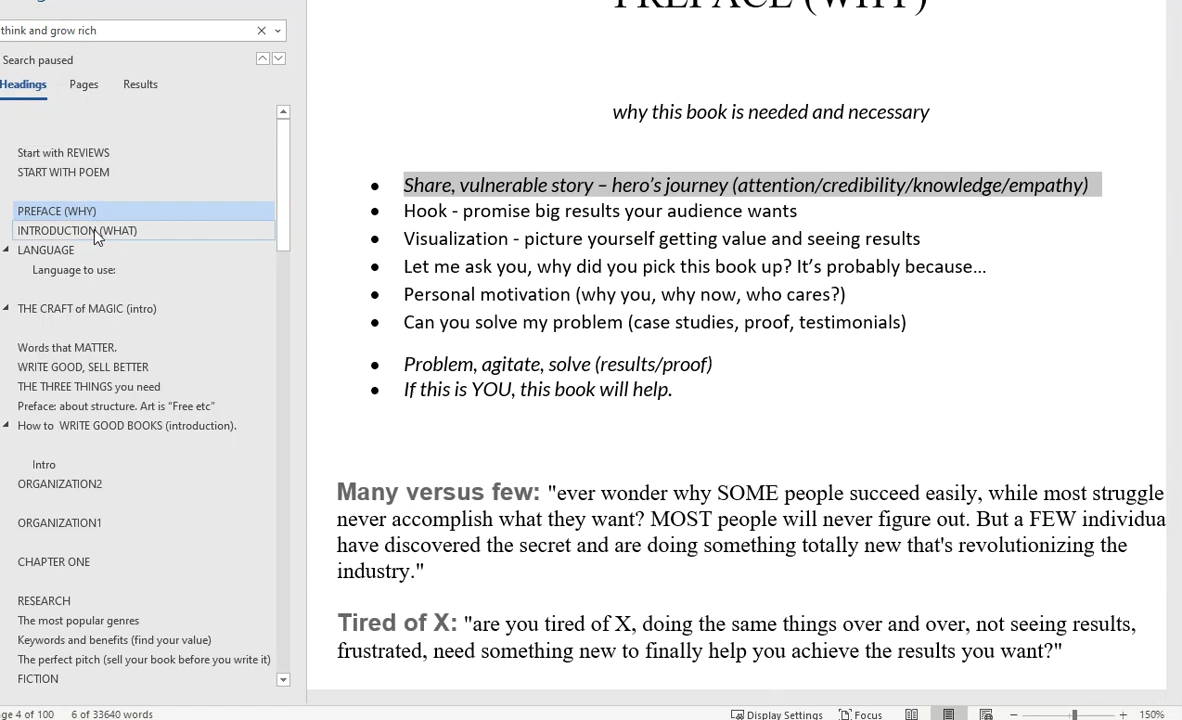 think and grow rich
Search paused
Headings Pages Results
Start with REVIEWS
START WITH POEM
PREFACE (WHY)
INTRODUCTION (WHAT)
LANGUAGE
Language to use:
THE CRAFT of MAGIC (intro)
Words that MATTER.
WRITE GOOD, SELL BETTER
THE THREE THINGS you need
Preface: about structure. Art is "Free etc"
How to  WRITE GOOD BOOKS (introduction).
Intro
ORGANIZATION2
ORGANIZATION1
CHAPTER ONE
RESEARCH
The most popular genres
Keywords and benefits (find your value)
The perfect pitch (sell your book before you write it)
FICTION
PREFACE (WHY)
why this book is needed and necessary
• Share, vulnerable story – hero's journey (attention/credibility/knowledge/empathy)
• Hook - promise big results your audience wants
• Visualization - picture yourself getting value and seeing results
• Let me ask you, why did you pick this book up? It's probably because...
• Personal motivation (why you, why now, who cares?)
• Can you solve my problem (case studies, proof, testimonials)
• Problem, agitate, solve (results/proof)
• If this is YOU, this book will help.
Many versus few: "ever wonder why SOME people succeed easily, while most struggle
never accomplish what they want? MOST people will never figure out. But a FEW individua
have discovered the secret and are doing something totally new that's revolutionizing the
industry."
Tired of X: "are you tired of X, doing the same things over and over, not seeing results,
frustrated, need something new to finally help you achieve the results you want?"
age 4 of 100 6 of 33640 words Display Settings Focus 150%